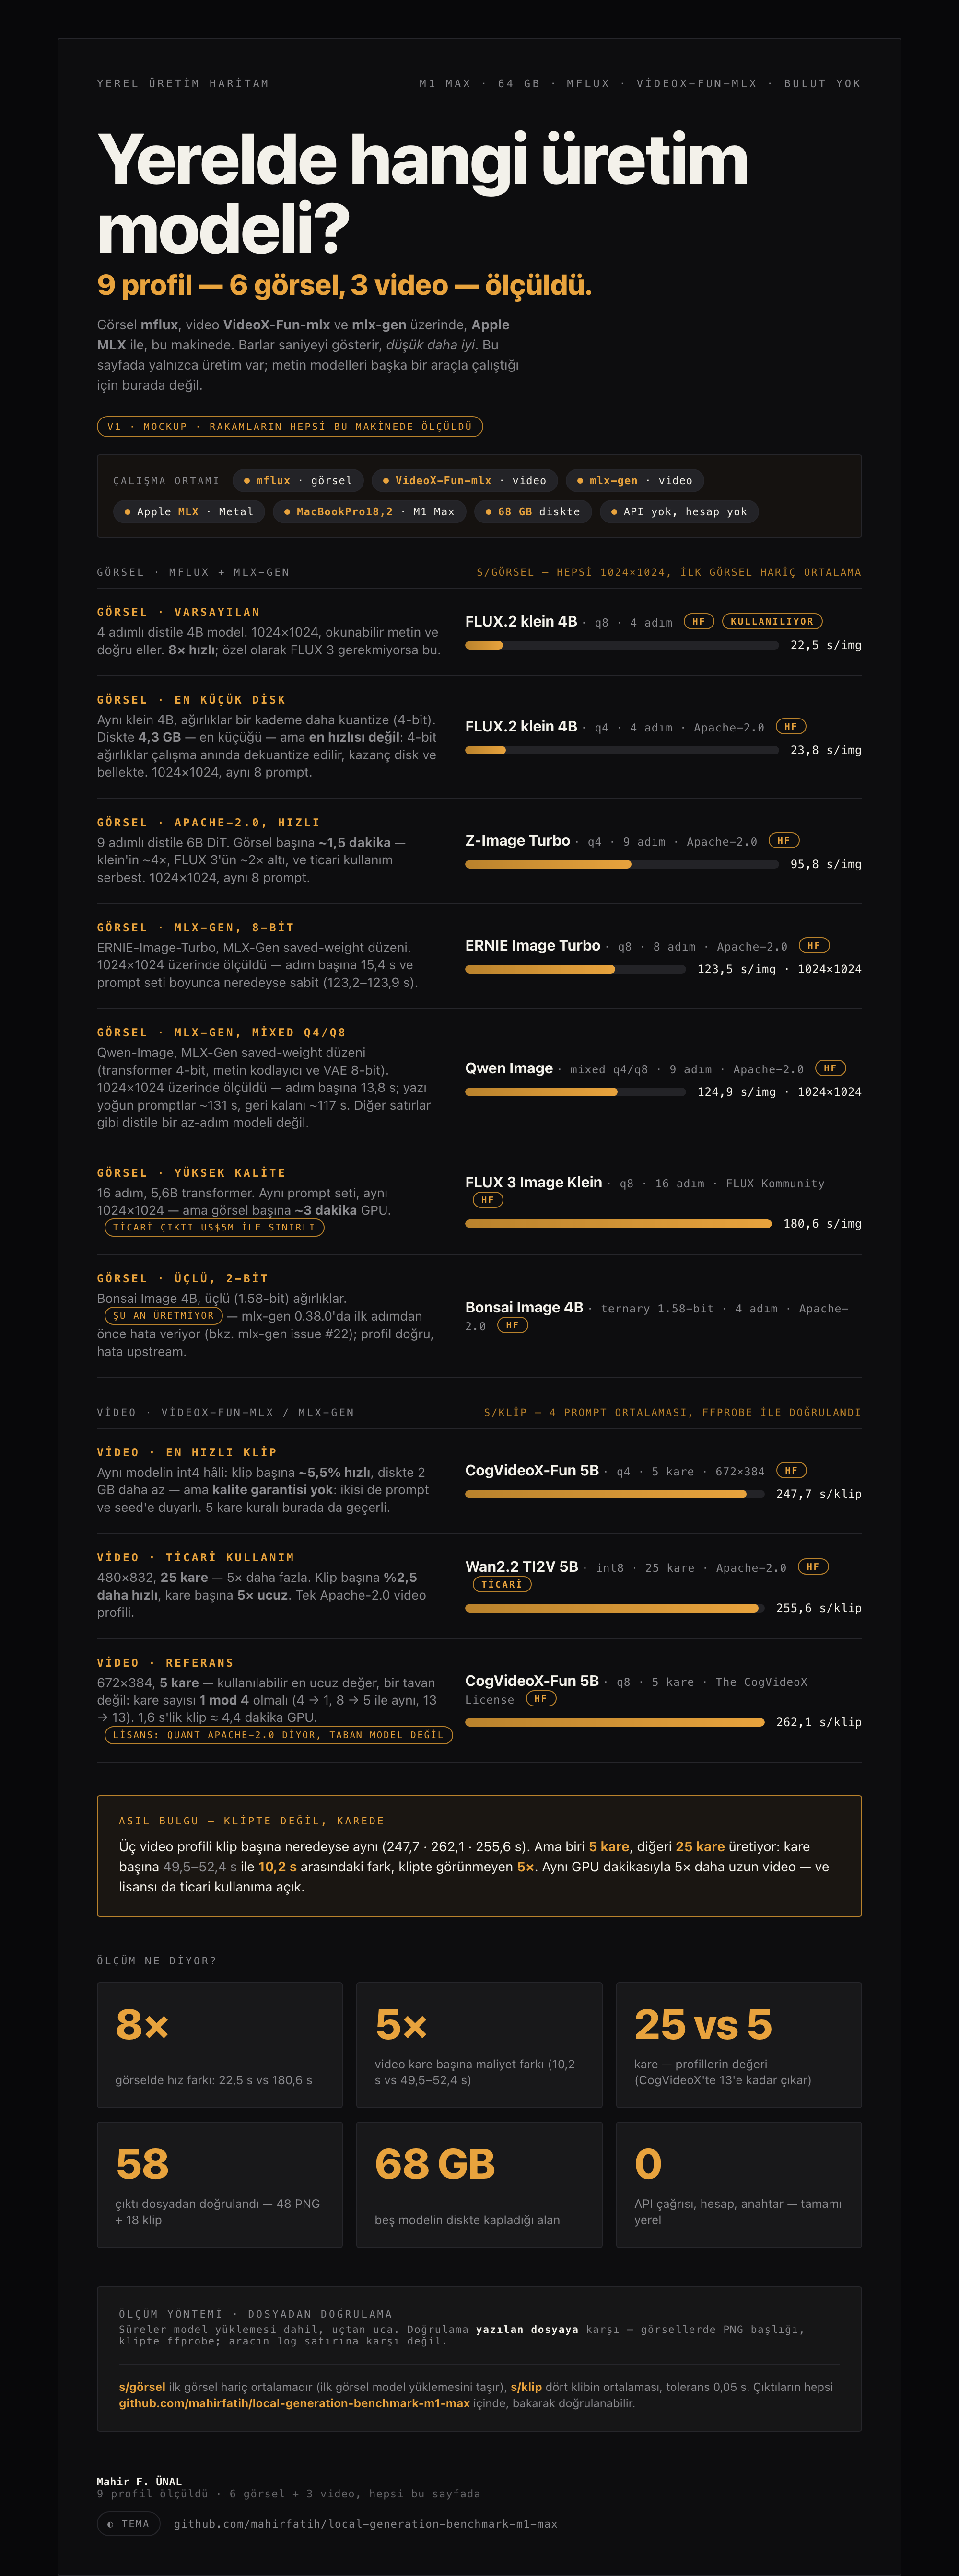 YEREL ÜRETİM HARİTAM
M1 MAX · 64 GB · MFLUX · VİDEOX-FUN-MLX · BULUT YOK
Yerelde hangi üretim
modeli?
9 profil — 6 görsel, 3 video — ölçüldü.
Görsel mflux, video VideoX-Fun-mlx ve mlx-gen üzerinde, Apple
MLX ile, bu makinede. Barlar saniyeyi gösterir, düşük daha iyi. Bu
sayfada yalnızca üretim var; metin modelleri başka bir araçla çalıştığı
için burada değil.
V1 · MOCKUP · RAKAMLARIN HEPSİ BU MAKİNEDE ÖLÇÜLDÜ
ÇALIŞMA ORTAMI
mflux · görsel
VideoX-Fun-mlx · video
mlx-gen · video
Apple MLX · Metal
MacBookPro18,2 · M1 Max
68 GB diskte
API yok, hesap yok
GÖRSEL · MFLUX + MLX-GEN
S/GÖRSEL — HEPSİ 1024×1024, İLK GÖRSEL HARİÇ ORTALAMA
GÖRSEL · VARSAYILAN
4 adımlı distile 4B model. 1024×1024, okunabilir metin ve
doğru eller. 8× hızlı; özel olarak FLUX 3 gerekmiyorsa bu.
FLUX.2 klein 4B · q8 · 4 adım HF KULLANILIYOR
22,5 s/img
GÖRSEL · EN KÜÇÜK DİSK
Aynı klein 4B, ağırlıklar bir kademe daha kuantize (4-bit).
Diskte 4,3 GB — en küçüğü — ama en hızlısı değil: 4-bit
ağırlıklar çalışma anında dekuantize edilir, kazanç disk ve
bellekte. 1024×1024, aynı 8 prompt.
FLUX.2 klein 4B · q4 · 4 adım · Apache-2.0 HF
23,8 s/img
GÖRSEL · APACHE-2.0, HIZLI
9 adımlı distile 6B DiT. Görsel başına ~1,5 dakika —
klein'in ~4×, FLUX 3'ün ~2× altı, ve ticari kullanım
serbest. 1024×1024, aynı 8 prompt.
Z-Image Turbo · q4 · 9 adım · Apache-2.0 HF
95,8 s/img
GÖRSEL · MLX-GEN, 8-BİT
ERNIE-Image-Turbo, MLX-Gen saved-weight düzeni.
1024×1024 üzerinde ölçüldü — adım başına 15,4 s ve
prompt seti boyunca neredeyse sabit (123,2–123,9 s).
ERNIE Image Turbo · q8 · 8 adım · Apache-2.0 HF
123,5 s/img · 1024×1024
GÖRSEL · MLX-GEN, MİXED Q4/Q8
Qwen-Image, MLX-Gen saved-weight düzeni
(transformer 4-bit, metin kodlayıcı ve VAE 8-bit).
1024×1024 üzerinde ölçüldü — adım başına 13,8 s; yazı
yoğun promptlar ~131 s, geri kalanı ~117 s. Diğer satırlar
gibi distile bir az-adım modeli değil.
Qwen Image · mixed q4/q8 · 9 adım · Apache-2.0 HF
124,9 s/img · 1024×1024
GÖRSEL · YÜKSEK KALİTE
16 adım, 5,6B transformer. Aynı prompt seti, aynı
1024×1024 — ama görsel başına ~3 dakika GPU.
TİCARİ ÇIKTI US$5M İLE SINIRLI
FLUX 3 Image Klein · q8 · 16 adım · FLUX Kommunity
HF
180,6 s/img
GÖRSEL · ÜÇLÜ, 2-BİT
Bonsai Image 4B, üçlü (1.58-bit) ağırlıklar.
ŞU AN ÜRETMİYOR — mlx-gen 0.38.0'da ilk adımdan
önce hata veriyor (bkz. mlx-gen issue #22); profil doğru,
hata upstream.
Bonsai Image 4B · ternary 1.58-bit · 4 adım · Apache-
2.0 HF
VİDEO · VİDEOX-FUN-MLX / MLX-GEN
S/KLİP — 4 PROMPT ORTALAMASI, FFPROBE İLE DOĞRULANDI
VİDEO · EN HIZLI KLİP
Aynı modelin int4 hâli: klip başına ~5,5% hızlı, diskte 2
GB daha az — ama kalite garantisi yok: ikisi de prompt
ve seed'e duyarlı. 5 kare kuralı burada da geçerli.
CogVideoX-Fun 5B · q4 · 5 kare · 672×384 HF
247,7 s/klip
VİDEO · TİCARİ KULLANIM
480×832, 25 kare — 5× daha fazla. Klip başına %2,5
daha hızlı, kare başına 5× ucuz. Tek Apache-2.0 video
profili.
Wan2.2 TI2V 5B · int8 · 25 kare · Apache-2.0 HF
TİCARİ
255,6 s/klip
VİDEO · REFERANS
672×384, 5 kare — kullanılabilir en ucuz değer, bir tavan
değil: kare sayısı 1 mod 4 olmalı (4 → 1, 8 → 5 ile aynı, 13
→ 13). 1,6 s'lik klip ≈ 4,4 dakika GPU.
LİSANS: QUANT APACHE-2.0 DİYOR, TABAN MODEL DEĞİL
CogVideoX-Fun 5B · q8 · 5 kare · The CogVideoX
License HF
262,1 s/klip
ASIL BULGU — KLİPTE DEĞİL, KAREDE
Üç video profili klip başına neredeyse aynı (247,7 · 262,1 · 255,6 s). Ama biri 5 kare, diğeri 25 kare üretiyor: kare
başına 49,5–52,4 s ile 10,2 s arasındaki fark, klipte görünmeyen 5×. Aynı GPU dakikasıyla 5× daha uzun video — ve
lisansı da ticari kullanıma açık.
ÖLÇÜM NE DİYOR?
8×
görselde hız farkı: 22,5 s vs 180,6 s
5×
video kare başına maliyet farkı (10,2
s vs 49,5–52,4 s)
25 vs 5
kare — profillerin değeri
(CogVideoX'te 13'e kadar çıkar)
58
çıktı dosyadan doğrulandı — 48 PNG
+ 18 klip
68 GB
beş modelin diskte kapladığı alan
0
API çağrısı, hesap, anahtar — tamamı
yerel
ÖLÇÜM YÖNTEMİ · DOSYADAN DOĞRULAMA
Süreler model yüklemesi dahil, uçtan uca. Doğrulama yazılan dosyaya karşı — görsellerde PNG başlığı,
klipte ffprobe; aracın log satırına karşı değil.
s/görsel ilk görsel hariç ortalamadır (ilk görsel model yüklemesini taşır), s/klip dört klibin ortalaması, tolerans 0,05 s. Çıktıların hepsi
github.com/mahirfatih/local-generation-benchmark-m1-max içinde, bakarak doğrulanabilir.
Mahir F. ÜNAL
9 profil ölçüldü · 6 görsel + 3 video, hepsi bu sayfada
◐ TEMA
github.com/mahirfatih/local-generation-benchmark-m1-max